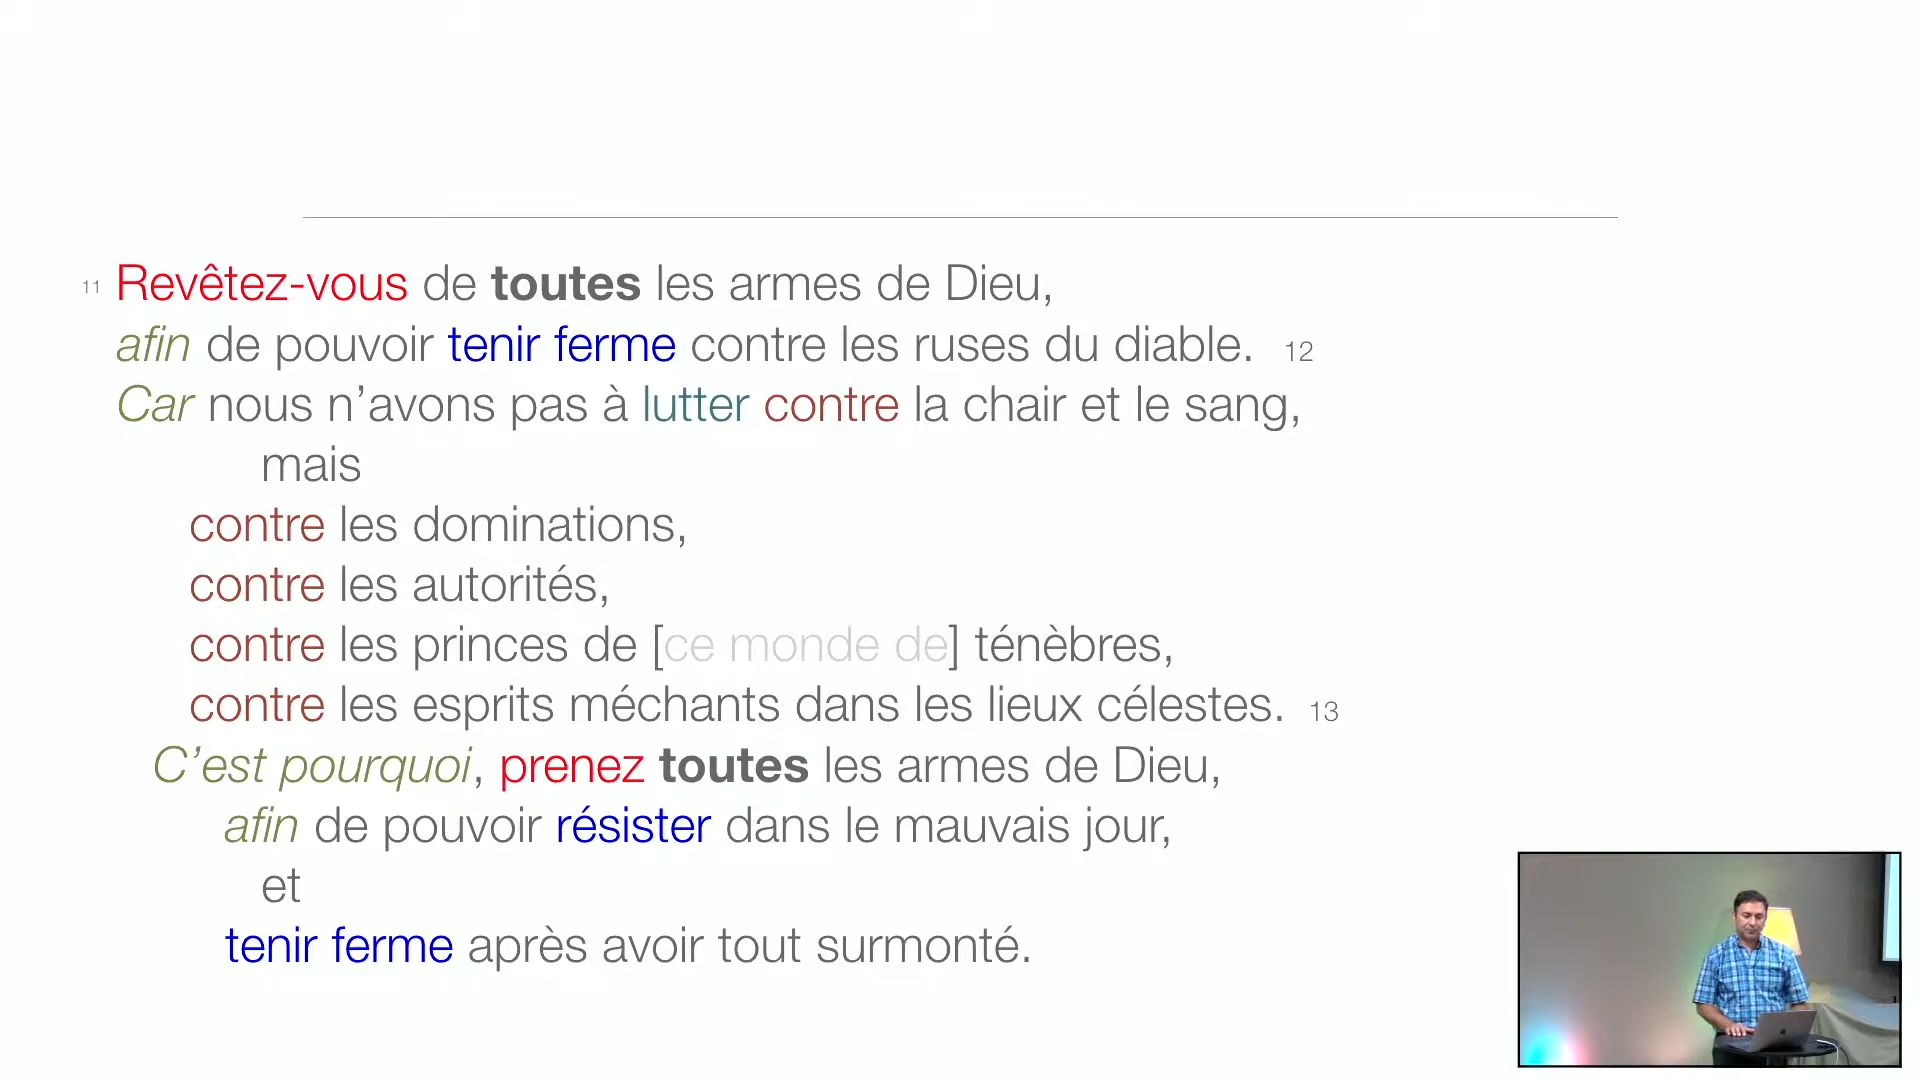 11 Revêtez-vous de toutes les armes de Dieu,
afin de pouvoir tenir ferme contre les ruses du diable. 12
Car nous n’avons pas à lutter contre la chair et le sang,
mais
contre les dominations,
contre les autorités,
contre les princes de [ce monde de] ténèbres,
contre les esprits méchants dans les lieux célestes. 13
C’est pourquoi, prenez toutes les armes de Dieu,
afin de pouvoir résister dans le mauvais jour,
et
tenir ferme après avoir tout surmonté.